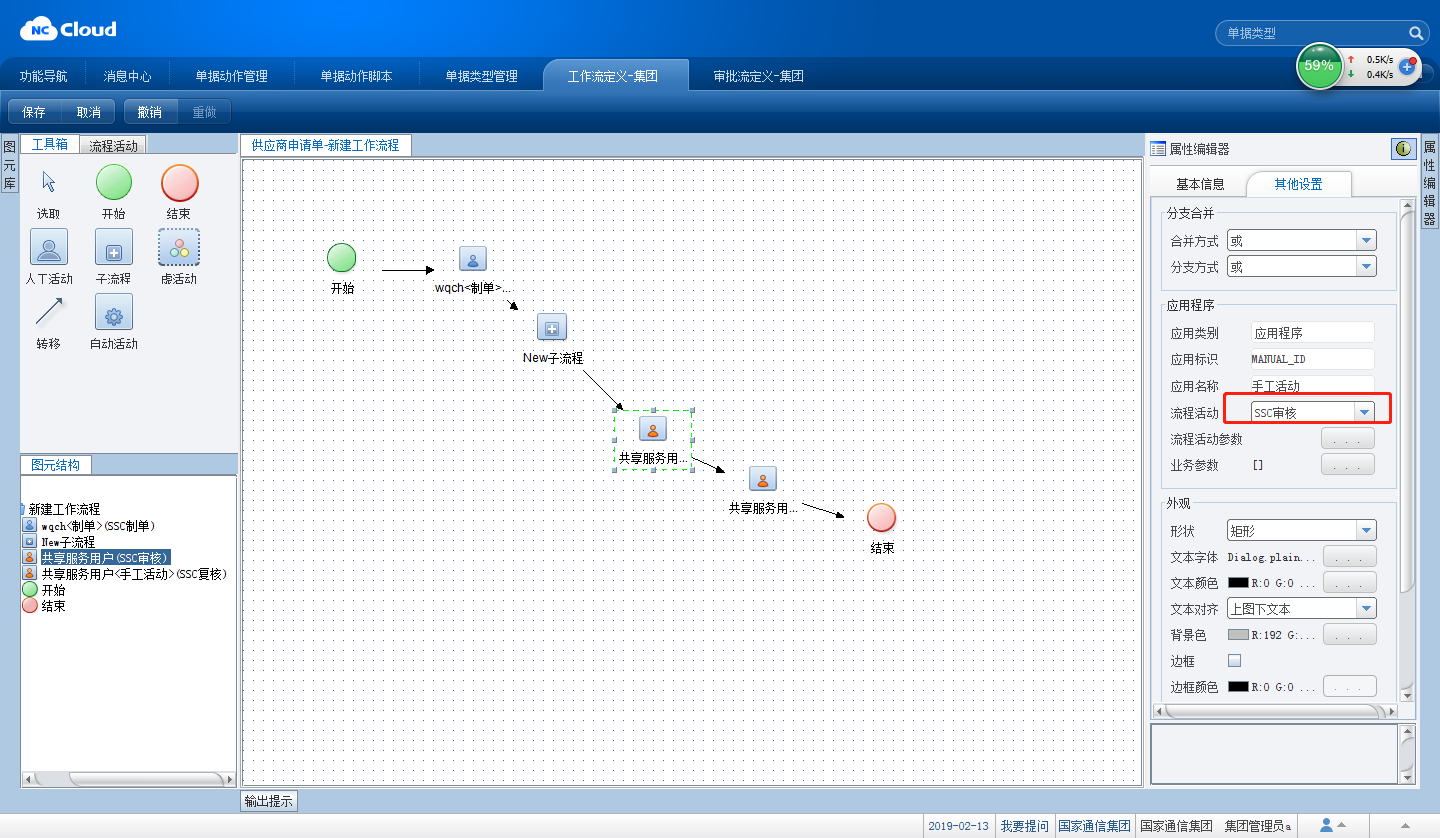 NC Cloud
单据类型
59%
0.5K/s
0.4K/s
功能导航 消息中心 单据动作管理 单据动作脚本 单据类型管理 工作流定义-集团 审批流定义-集团
保存 取消 撤销 重做
图元库
工具箱 流程活动
选取 开始 结束
人工活动 子流程 虚活动
转移 自动活动
图元结构
新建工作流程
wqch<制单>(SSC制单)
New子流程
共享服务用户(SSC审核)
共享服务用户<手工活动>(SSC复核)
开始
结束
供应商申请单-新建工作流程
开始
wqch<制单>...
New子流程
共享服务用...
共享服务用...
结束
输出提示
属性编辑器
属性编辑器
基本信息 其他设置
分支合并
合并方式 或
分支方式 或
应用程序
应用类别 应用程序
应用标识 MANUAL_ID
应用名称 手工活动
流程活动 SSC审核
流程活动参数 . . .
业务参数 [] . . .
外观
形状 矩形
文本字体 Dialog.plain... . . .
文本颜色 R:0 G:0 ... . . .
文本对齐 上图下文本
背景色 R:192 G:... . . .
边框
边框颜色 R:0 G:0 ... . . .
2019-02-13 我要提问 国家通信集团 国家通信集团 集团管理员a